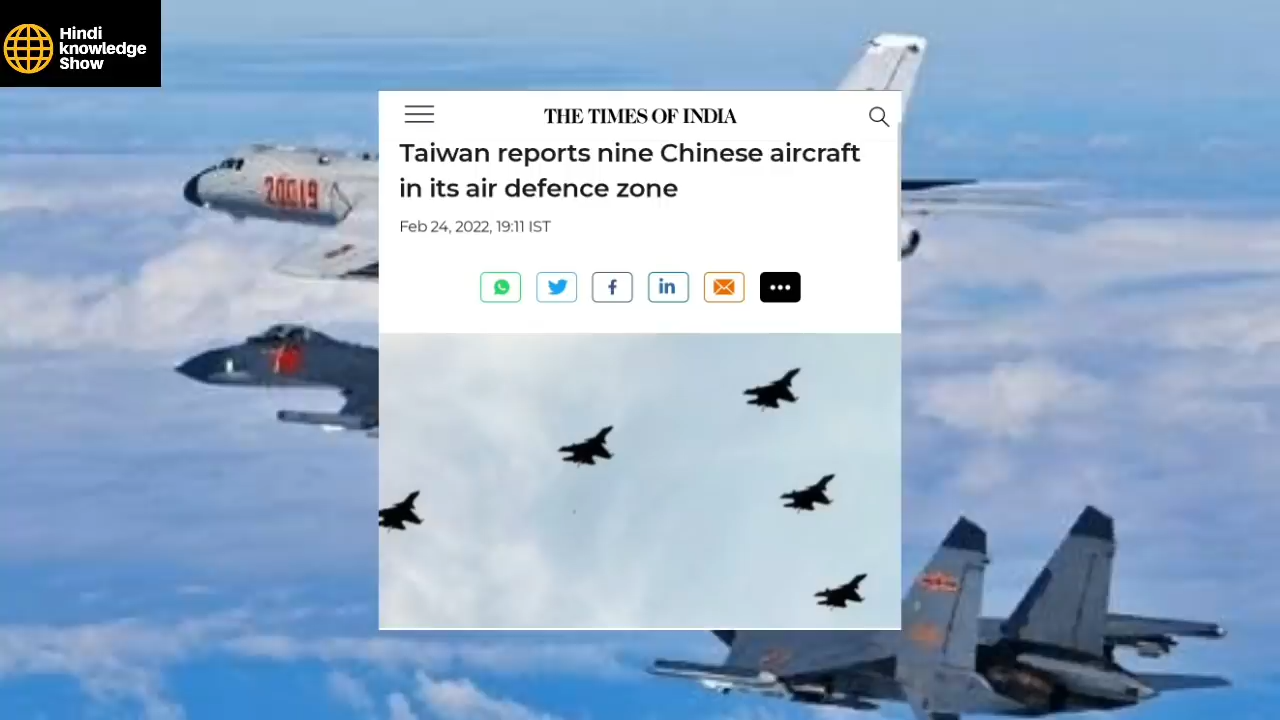 Hindi
knowledge
Show
THE TIMES OF INDIA
Taiwan reports nine Chinese aircraft
in its air defence zone
Feb 24, 2022, 19:11 IST
20019